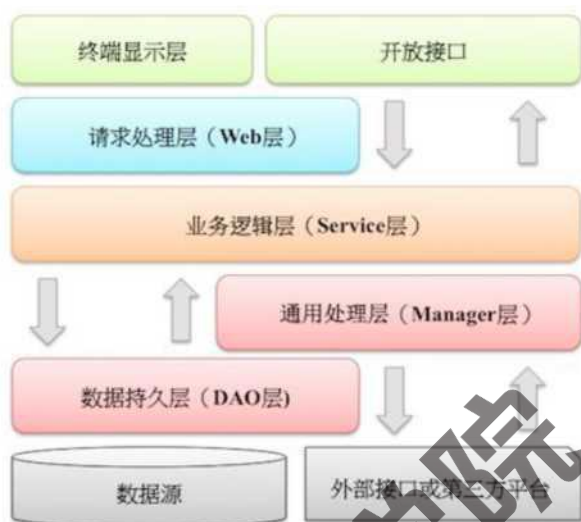 终端显示层
开放接口
请求处理层（Web层）
业务逻辑层（Service层）
通用处理层（Manager层）
数据持久层（DAO层)
数据源
外部接口或第三方平台
院